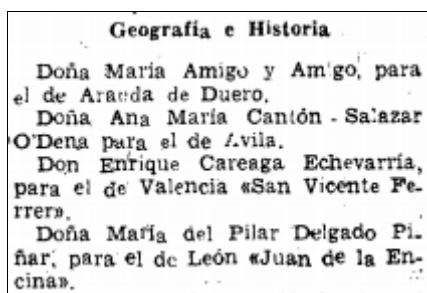 Geografía e Historia
Doña María Amigo y Amigo, para
el de Aranda de Duero.
Doña Ana María Cantón - Salazar
O'Dena para el de Avila.
Don Enrique Careaga Echevarría,
para el de Valencia «San Vicente Fe-
rrer».
Doña María del Pilar Delgado Pi-
ñar, para el de León «Juan de la En-
cina».